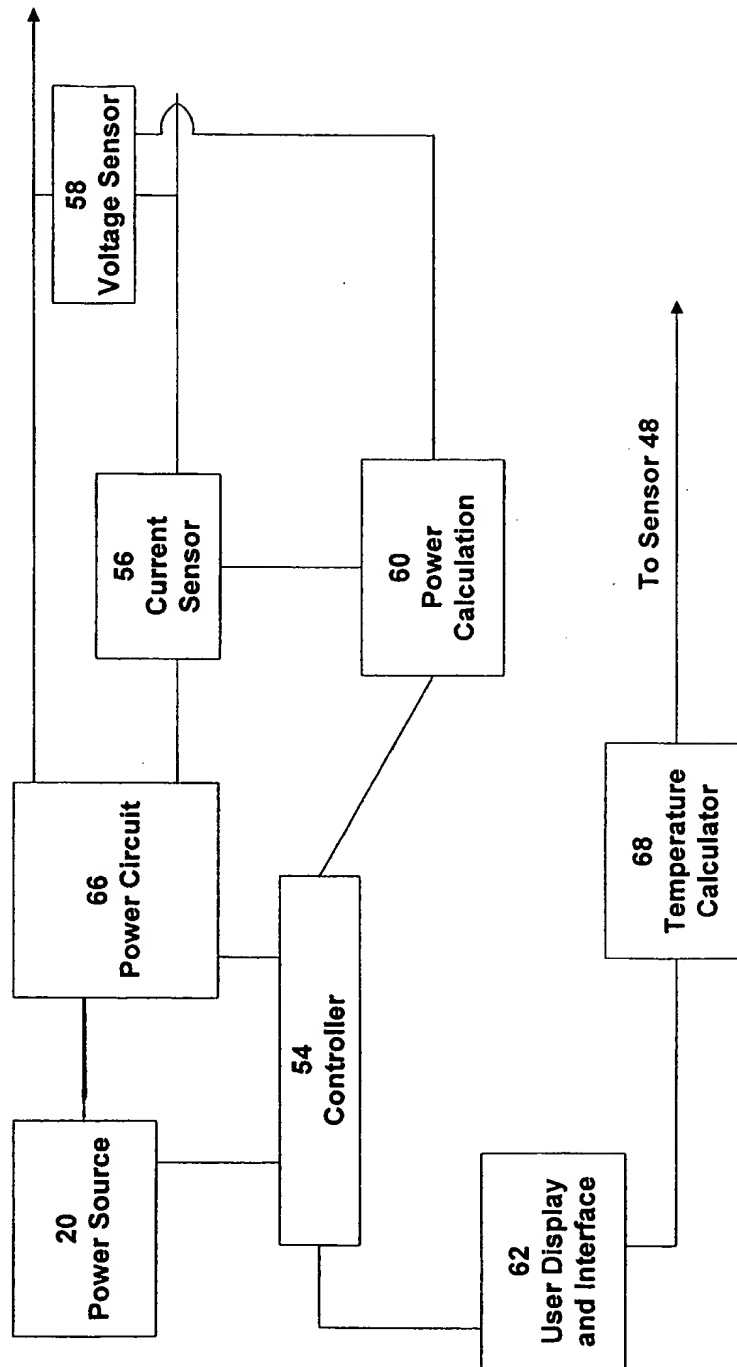 20
Power Source
66
Power Circuit
56
Current
Sensor
58
Voltage Sensor
54
Controller
60
Power
Calculation
62
User Display
and Interface
68
Temperature
Calculator
To Sensor 48